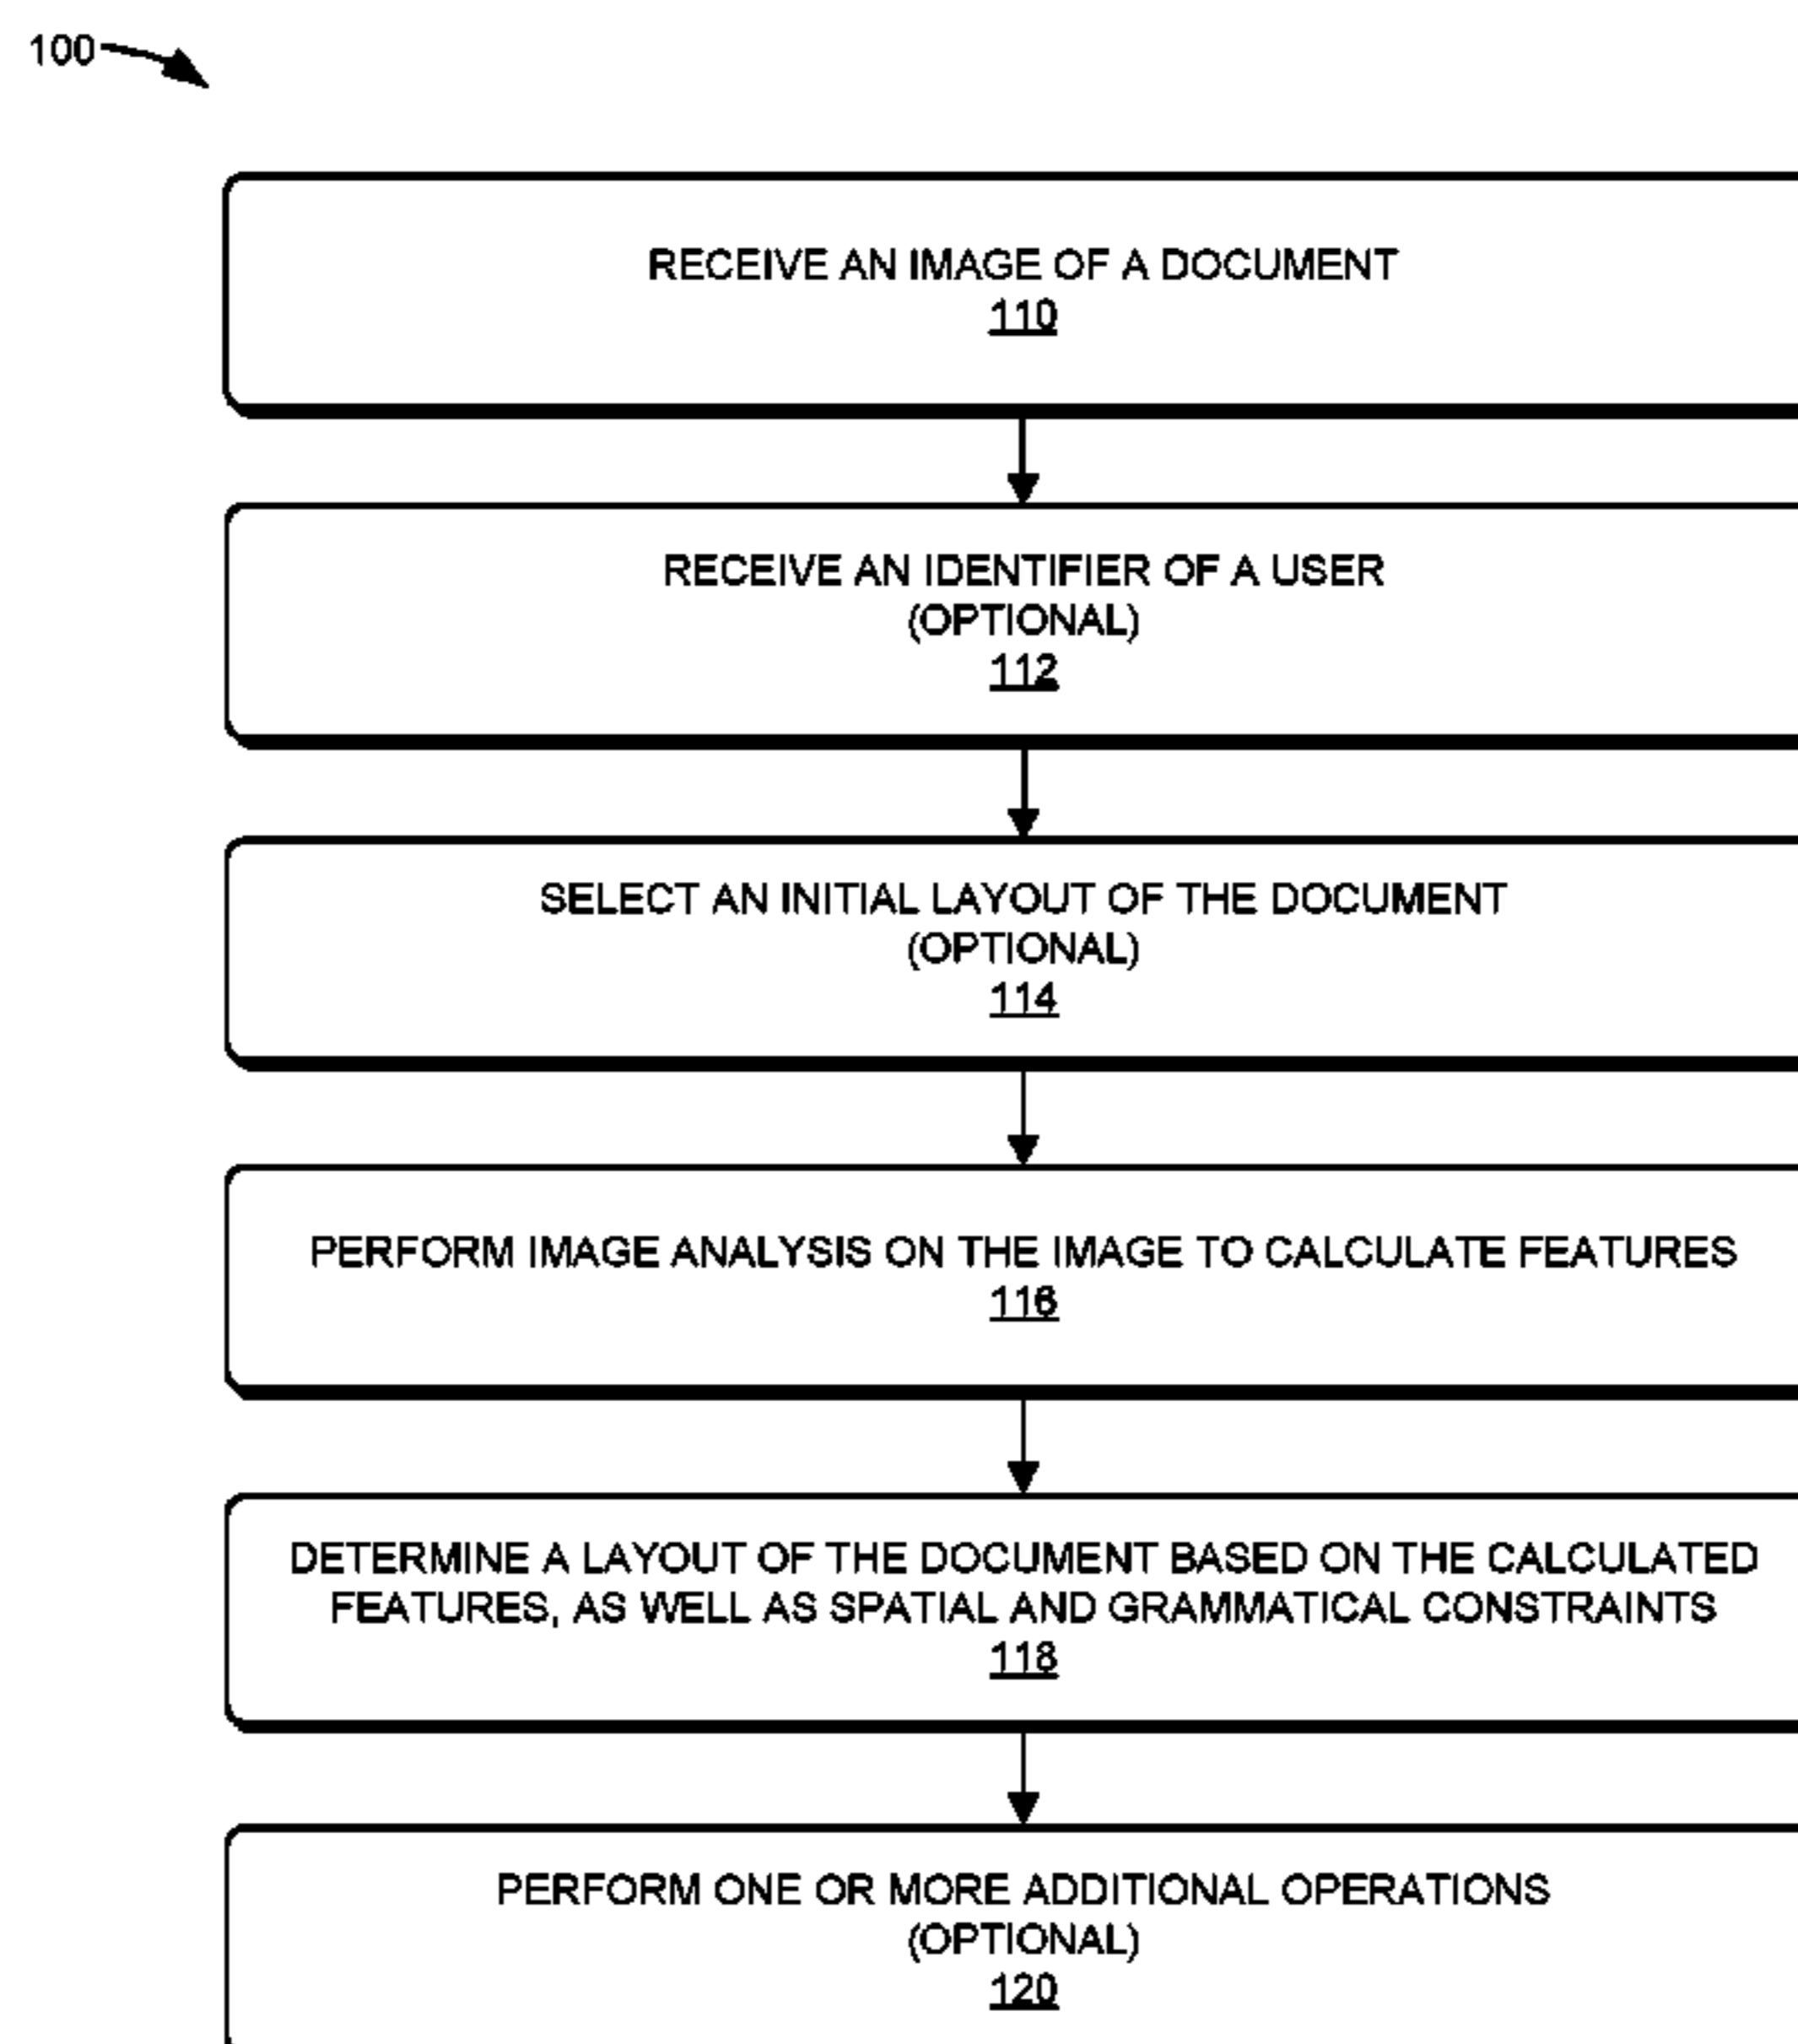 100
RECEIVE AN IMAGE OF A DOCUMENT
110
RECEIVE AN IDENTIFIER OF A USER
(OPTIONAL)
112
SELECT AN INITIAL LAYOUT OF THE DOCUMENT
(OPTIONAL)
114
PERFORM IMAGE ANALYSIS ON THE IMAGE TO CALCULATE FEATURES
116
DETERMINE A LAYOUT OF THE DOCUMENT BASED ON THE CALCULATED
FEATURES, AS WELL AS SPATIAL AND GRAMMATICAL CONSTRAINTS
118
PERFORM ONE OR MORE ADDITIONAL OPERATIONS
(OPTIONAL)
120